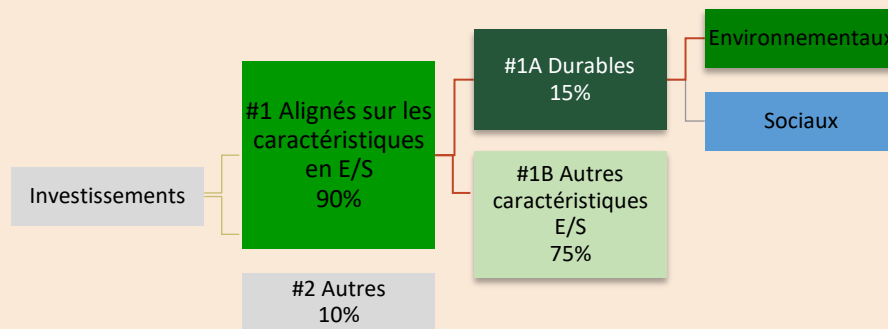 Investissements
#1 Alignés sur les
caractéristiques
en E/S
90%
#2 Autres
10%
#1A Durables
15%
#1B Autres
caractéristiques
E/S
75%
Environnementaux
Sociaux